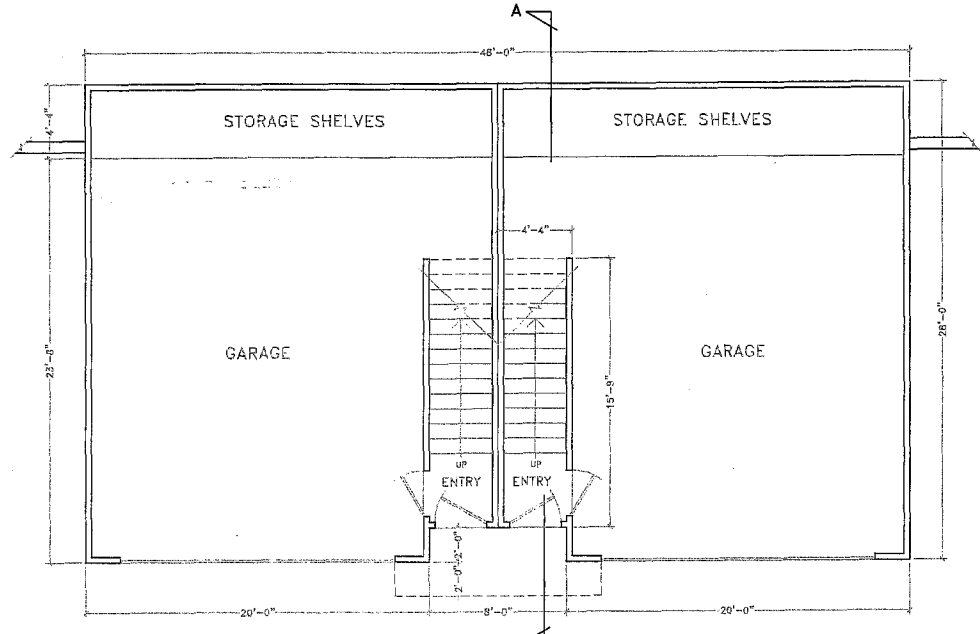 A
48'-0"
STORAGE SHELVES
STORAGE SHELVES
4'-4"
4'-4"
GARAGE
GARAGE
23'-8"
28'-0"
15'-9"
UP
UP
ENTRY
ENTRY
2'-0"
2'-0"
20'-0"
8'-0"
20'-0"